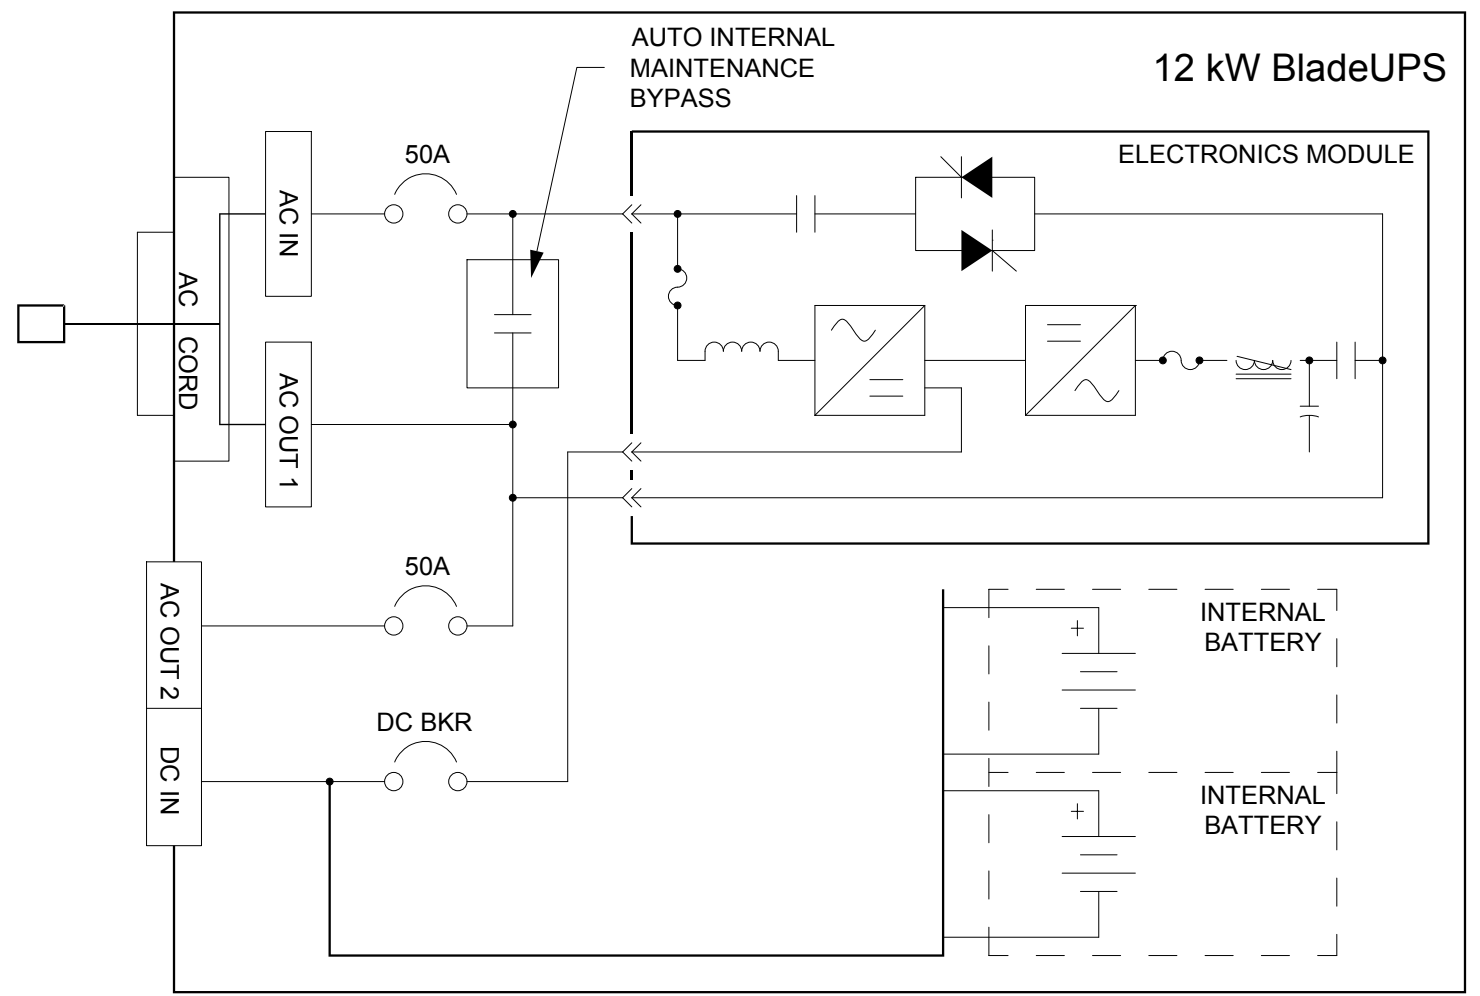 AUTO INTERNAL
MAINTENANCE
BYPASS
12 kW BladeUPS
50A
ELECTRONICS MODULE
AC IN
AC CORD
AC OUT 1
50A
AC OUT 2
INTERNAL
BATTERY
+
DC BKR
DC IN
INTERNAL
BATTERY
+